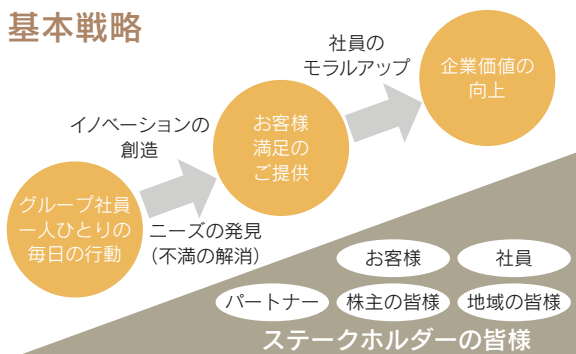 基本戦略
社員の
モラルアップ
企業価値の
向上
イノベーションの
創造
お客様
満足の
ご提供
グループ社員
一人ひとりの
毎日の行動
ニーズの発見
（不満の解消）
お客様
社員
パートナー
株主の皆様
地域の皆様
ステークホルダーの皆様